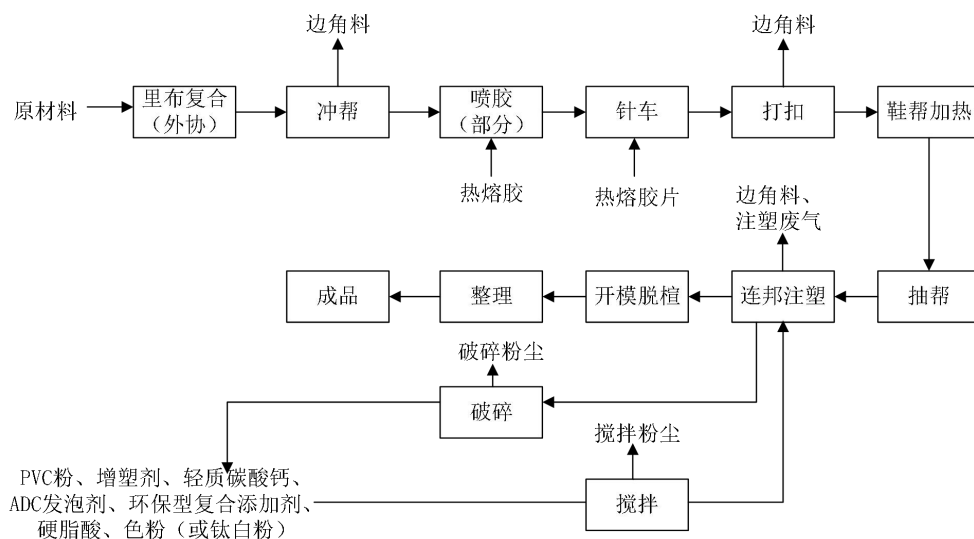 边角料
边角料
原材料
里布复合
（外协）
冲帮
喷胶
（部分）
针车
打扣
鞋帮加热
热熔胶
热熔胶片
边角料、
注塑废气
成品
整理
开模脱楦
连邦注塑
抽帮
破碎粉尘
破碎
搅拌粉尘
PVC粉、增塑剂、轻质碳酸钙、
ADC发泡剂、环保型复合添加剂、
硬脂酸、色粉（或钛白粉）
搅拌